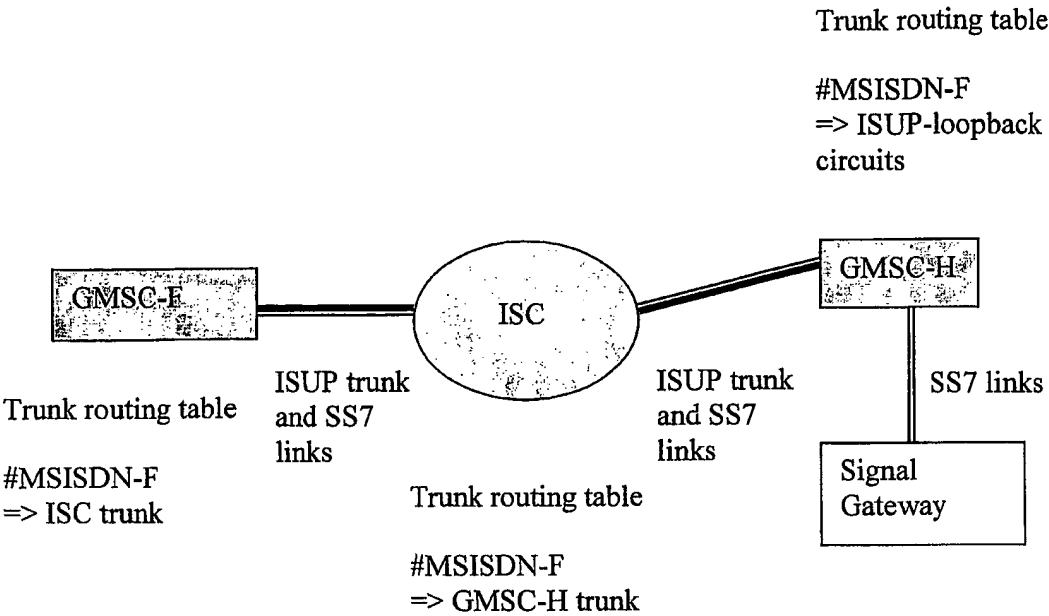 Trunk routing table
#MSISDN-F
=> ISUP-loopback
circuits
GMSC-F
ISC
GMSC-H
ISUP trunk
and SS7
links
ISUP trunk
and SS7
links
SS7 links
Trunk routing table
#MSISDN-F
=> ISC trunk
Signal
Gateway
Trunk routing table
#MSISDN-F
=> GMSC-H trunk